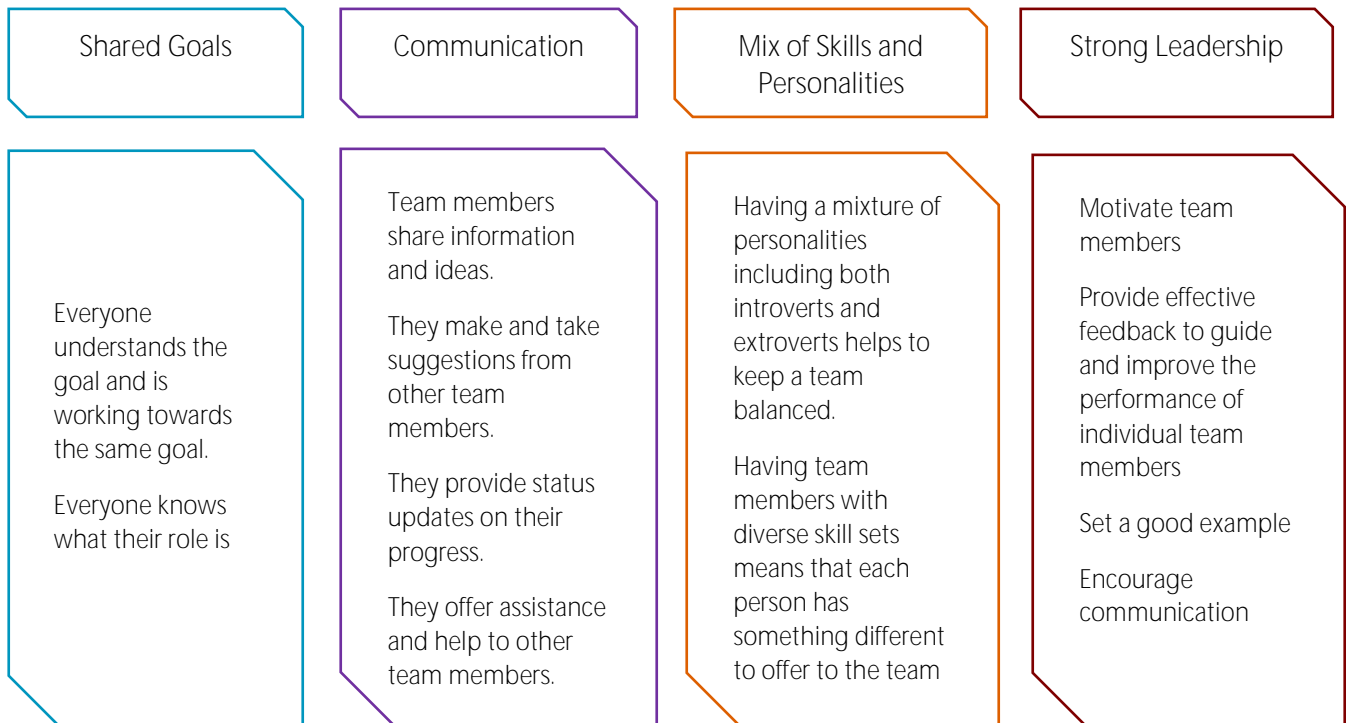 Shared Goals
Everyone
understands the
goal and is
working towards
the same goal.
Everyone knows
what their role is
Communication
Team members
share information
and ideas.
They make and take
suggestions from
other team
members.
They provide status
updates on their
progress.
They offer assistance
and help to other
team members.
Mix of Skills and
Personalities
Having a mixture of
personalities
including both
introverts and
extroverts helps to
keep a team
balanced.
Having team
members with
diverse skill sets
means that each
person has
something different
to offer to the team
Strong Leadership
Motivate team
members
Provide effective
feedback to guide
and improve the
performance of
individual team
members
Set a good example
Encourage
communication